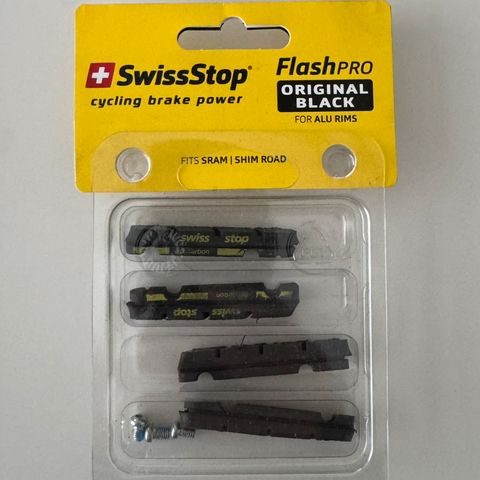 SwissStop®
cycling brake power
FlashPRO
ORIGINAL
BLACK
FOR ALU RIMS
FITS SRAM | SHIM ROAD
swiss stop
swiss stop